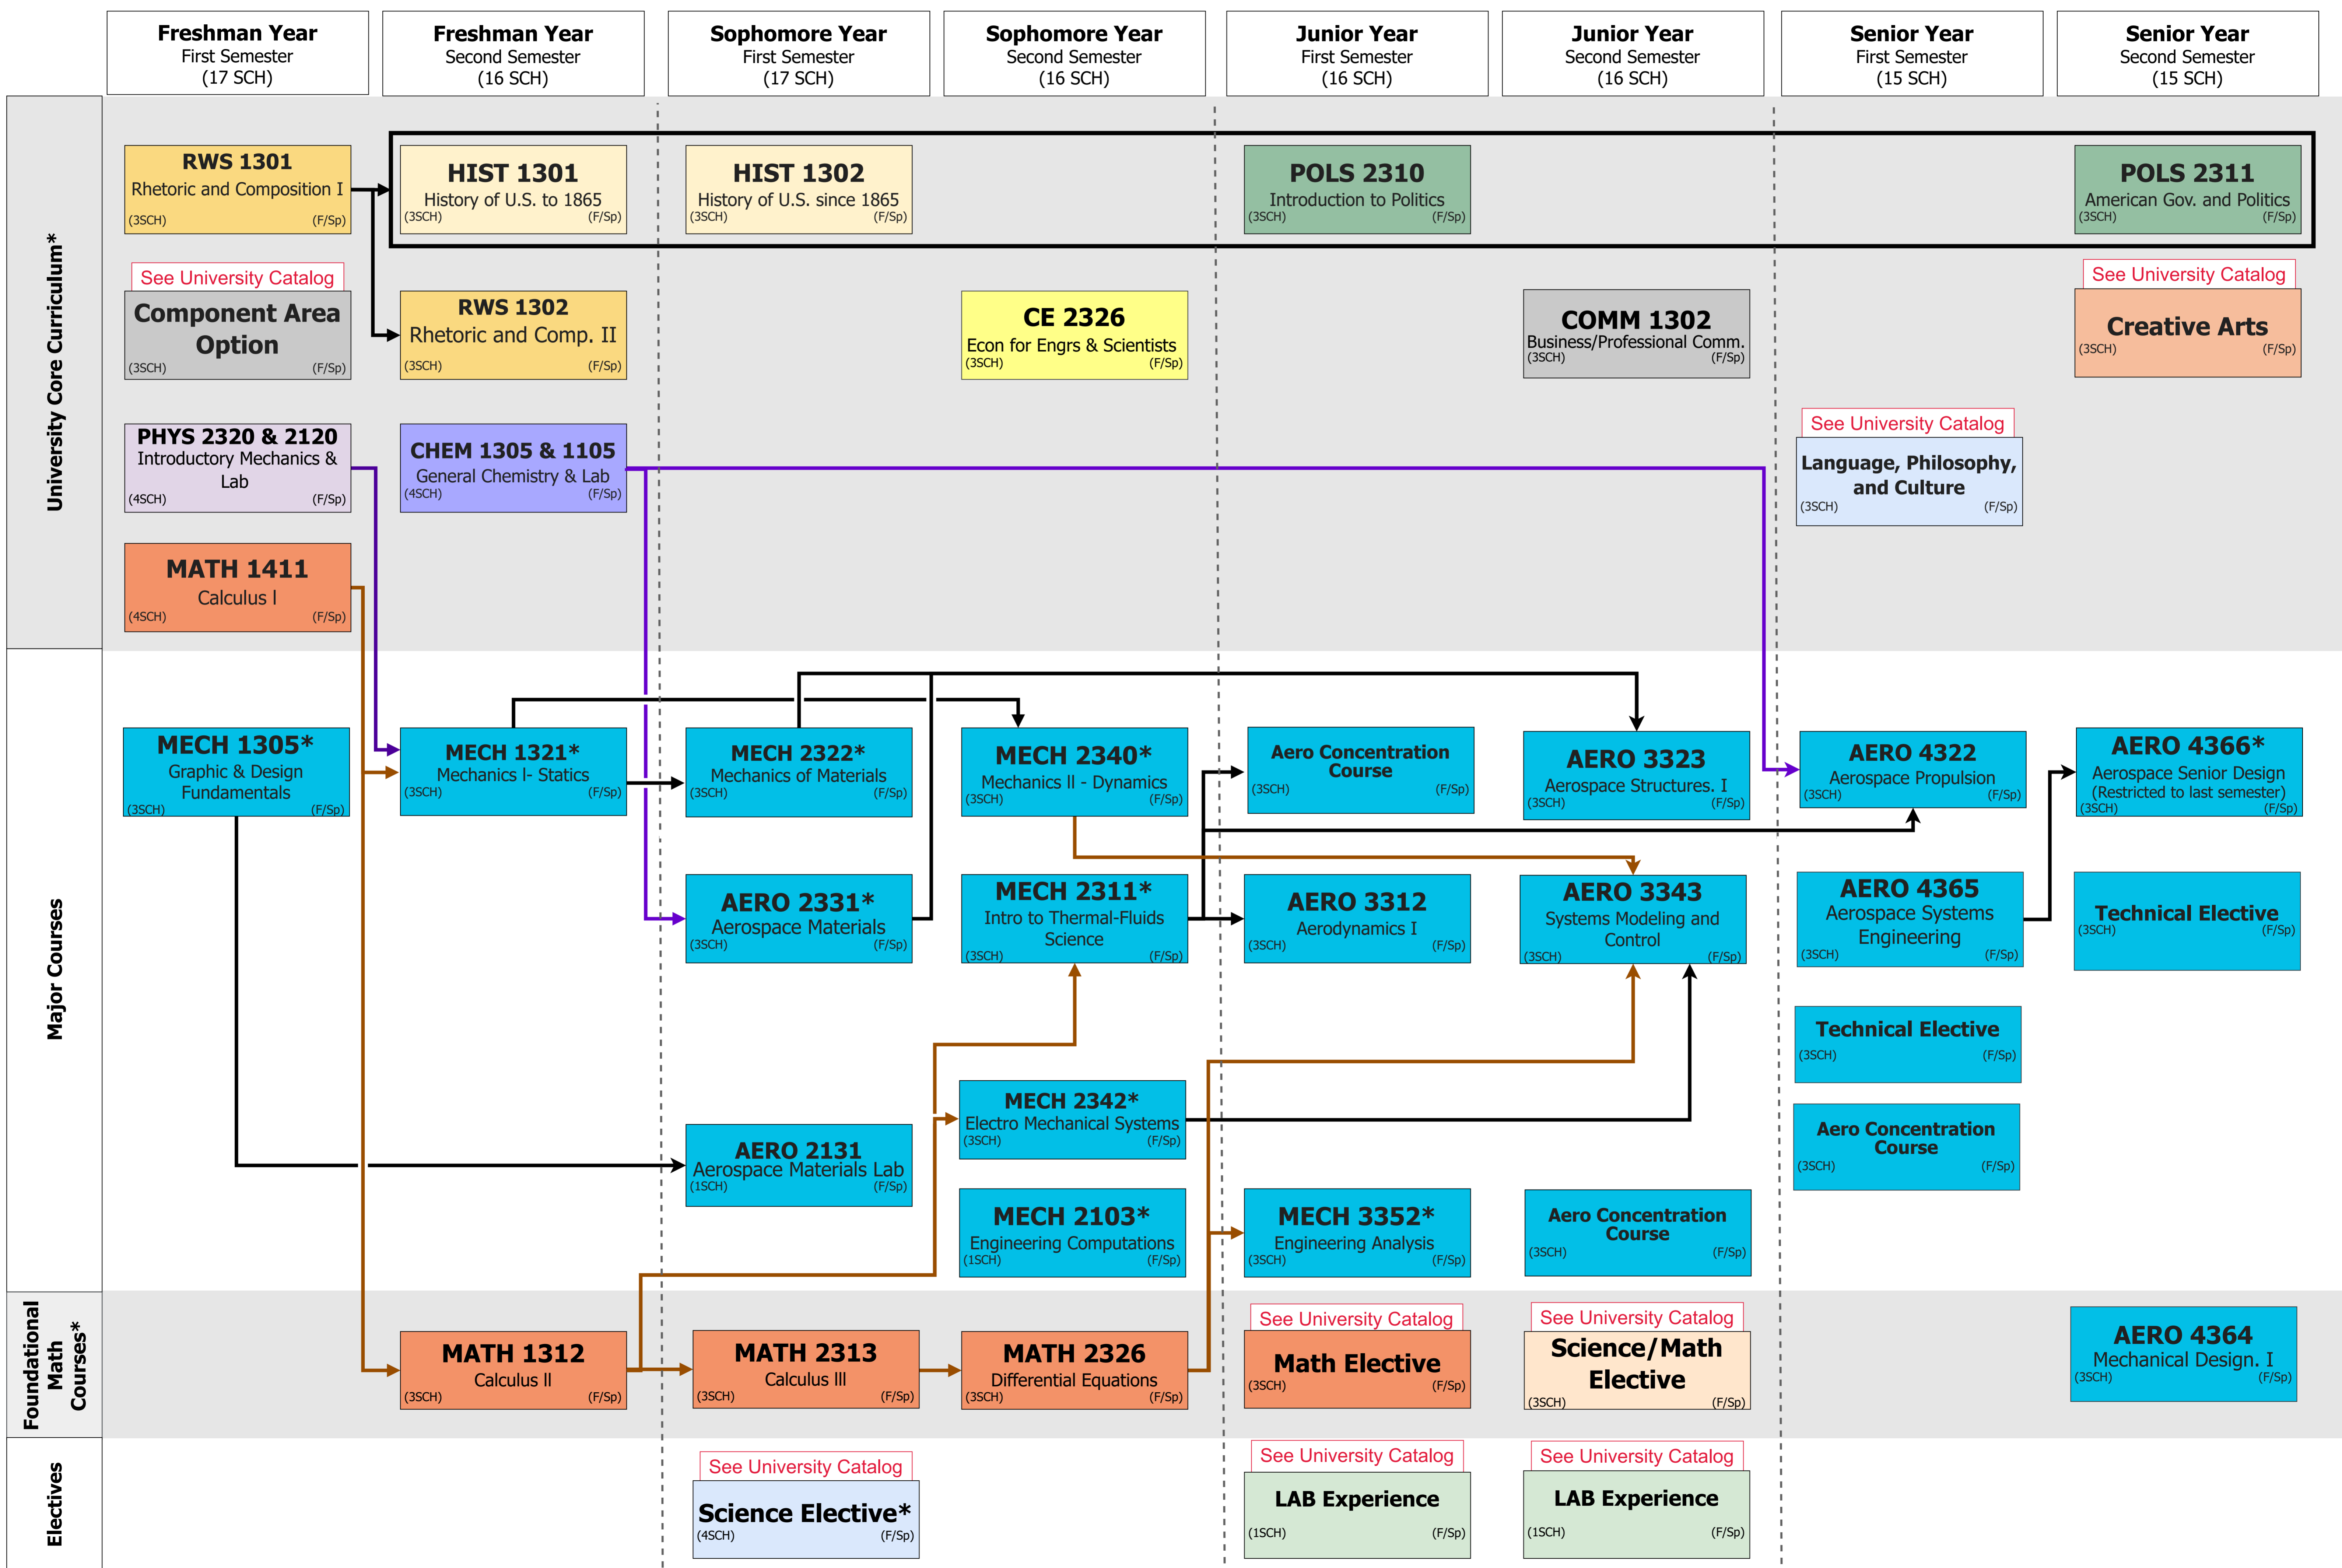 Freshman Year
First Semester
(17 SCH)
Freshman Year
Second Semester
(16 SCH)
Sophomore Year
First Semester
(17 SCH)
Sophomore Year
Second Semester
(16 SCH)
Junior Year
First Semester
(16 SCH)
Junior Year
Second Semester
(16 SCH)
Senior Year
First Semester
(15 SCH)
Senior Year
Second Semester
(15 SCH)
University Core Curriculum*
RWS 1301
Rhetoric and Composition I
(3SCH) (F/Sp)
HIST 1301
History of U.S. to 1865
(3SCH) (F/Sp)
HIST 1302
History of U.S. since 1865
(3SCH) (F/Sp)
POLS 2310
Introduction to Politics
(3SCH) (F/Sp)
POLS 2311
American Gov. and Politics
(3SCH) (F/Sp)
See University Catalog
Component Area
Option
(3SCH) (F/Sp)
RWS 1302
Rhetoric and Comp. II
(3SCH) (F/Sp)
CE 2326
Econ for Engrs & Scientists
(3SCH) (F/Sp)
COMM 1302
Business/Professional Comm.
(3SCH) (F/Sp)
See University Catalog
Creative Arts
(3SCH) (F/Sp)
PHYS 2320 & 2120
Introductory Mechanics &
Lab
(4SCH) (F/Sp)
CHEM 1305 & 1105
General Chemistry & Lab
(4SCH) (F/Sp)
See University Catalog
Language, Philosophy,
and Culture
(3SCH) (F/Sp)
MATH 1411
Calculus l
(4SCH) (F/Sp)
Major Courses
MECH 1305*
Graphic & Design
Fundamentals
(3SCH) (F/Sp)
MECH 1321*
Mechanics l- Statics
(3SCH) (F/Sp)
MECH 2322*
Mechanics of Materials
(3SCH) (F/Sp)
MECH 2340*
Mechanics ll - Dynamics
(3SCH) (F/Sp)
Aero Concentration
Course
(3SCH) (F/Sp)
AERO 3323
Aerospace Structures. I
(3SCH) (F/Sp)
AERO 4322
Aerospace Propulsion
(3SCH) (F/Sp)
AERO 4366*
Aerospace Senior Design
(Restricted to last semester)
(3SCH) (F/Sp)
AERO 2331*
Aerospace Materials
(3SCH) (F/Sp)
MECH 2311*
Intro to Thermal-Fluids
Science
(3SCH) (F/Sp)
AERO 3312
Aerodynamics I
(3SCH) (F/Sp)
AERO 3343
Systems Modeling and
Control
(3SCH) (F/Sp)
AERO 4365
Aerospace Systems
Engineering
(3SCH) (F/Sp)
Technical Elective
(3SCH) (F/Sp)
Technical Elective
(3SCH) (F/Sp)
AERO 2131
Aerospace Materials Lab
(1SCH) (F/Sp)
MECH 2342*
Electro Mechanical Systems
(3SCH) (F/Sp)
Aero Concentration
Course
(3SCH) (F/Sp)
MECH 2103*
Engineering Computations
(1SCH) (F/Sp)
MECH 3352*
Engineering Analysis
(3SCH) (F/Sp)
Aero Concentration
Course
(3SCH) (F/Sp)
Foundational
Math
Courses*
MATH 1312
Calculus ll
(3SCH) (F/Sp)
MATH 2313
Calculus lll
(3SCH) (F/Sp)
MATH 2326
Differential Equations
(3SCH) (F/Sp)
See University Catalog
Math Elective
(3SCH) (F/Sp)
See University Catalog
Science/Math
Elective
(3SCH) (F/Sp)
AERO 4364
Mechanical Design. I
(3SCH) (F/Sp)
Electives
See University Catalog
Science Elective*
(4SCH) (F/Sp)
See University Catalog
LAB Experience
(1SCH) (F/Sp)
See University Catalog
LAB Experience
(1SCH) (F/Sp)